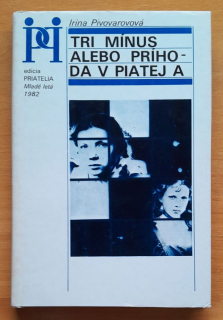 Irina Pivovarovová
TRI MÍNUS
ALEBO PRÍHO-
DA V PIATEJ A
edícia
PRIATELIA
Mladé letá
1982